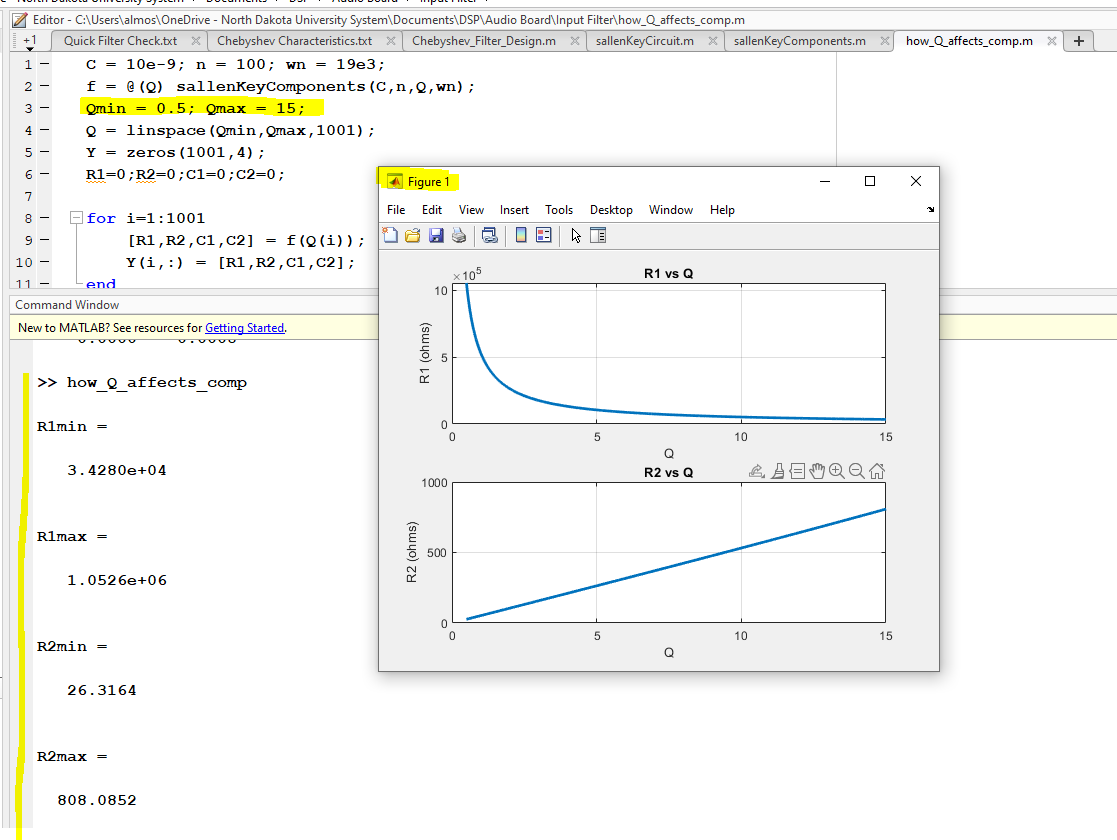 Editor - C:\Users\almos\OneDrive - North Dakota University System\Documents\DSP\Audio Board\Input Filter\how_Q_affects_comp.m
+1 Quick Filter Check.txt Chebyshev Characteristics.txt Chebyshev_Filter_Design.m sallenKeyCircuit.m sallenKeyComponents.m how_Q_affects_comp.m +
1 C = 10e-9; n = 100; wn = 19e3;
2 f = @(Q) sallenKeyComponents(C,n,Q,wn);
3 Qmin = 0.5; Qmax = 15;
4 Q = linspace(Qmin,Qmax,1001);
5 Y = zeros(1001,4);
6 R1=0;R2=0;C1=0;C2=0;
7
8 for i=1:1001
9 [R1,R2,C1,C2] = f(Q(i));
10 Y(i,:) = [R1,R2,C1,C2];
11 end
Command Window
New to MATLAB? See resources for Getting Started.
>> how_Q_affects_comp
R1min =
3.4280e+04
R1max =
1.0526e+06
R2min =
26.3164
R2max =
808.0852
Figure 1
File Edit View Insert Tools Desktop Window Help
R1 vs Q
×10^5
10
5
0
R1 (ohms)
0 5 10 15
Q
R2 vs Q
1000
500
0
R2 (ohms)
0 5 10 15
Q